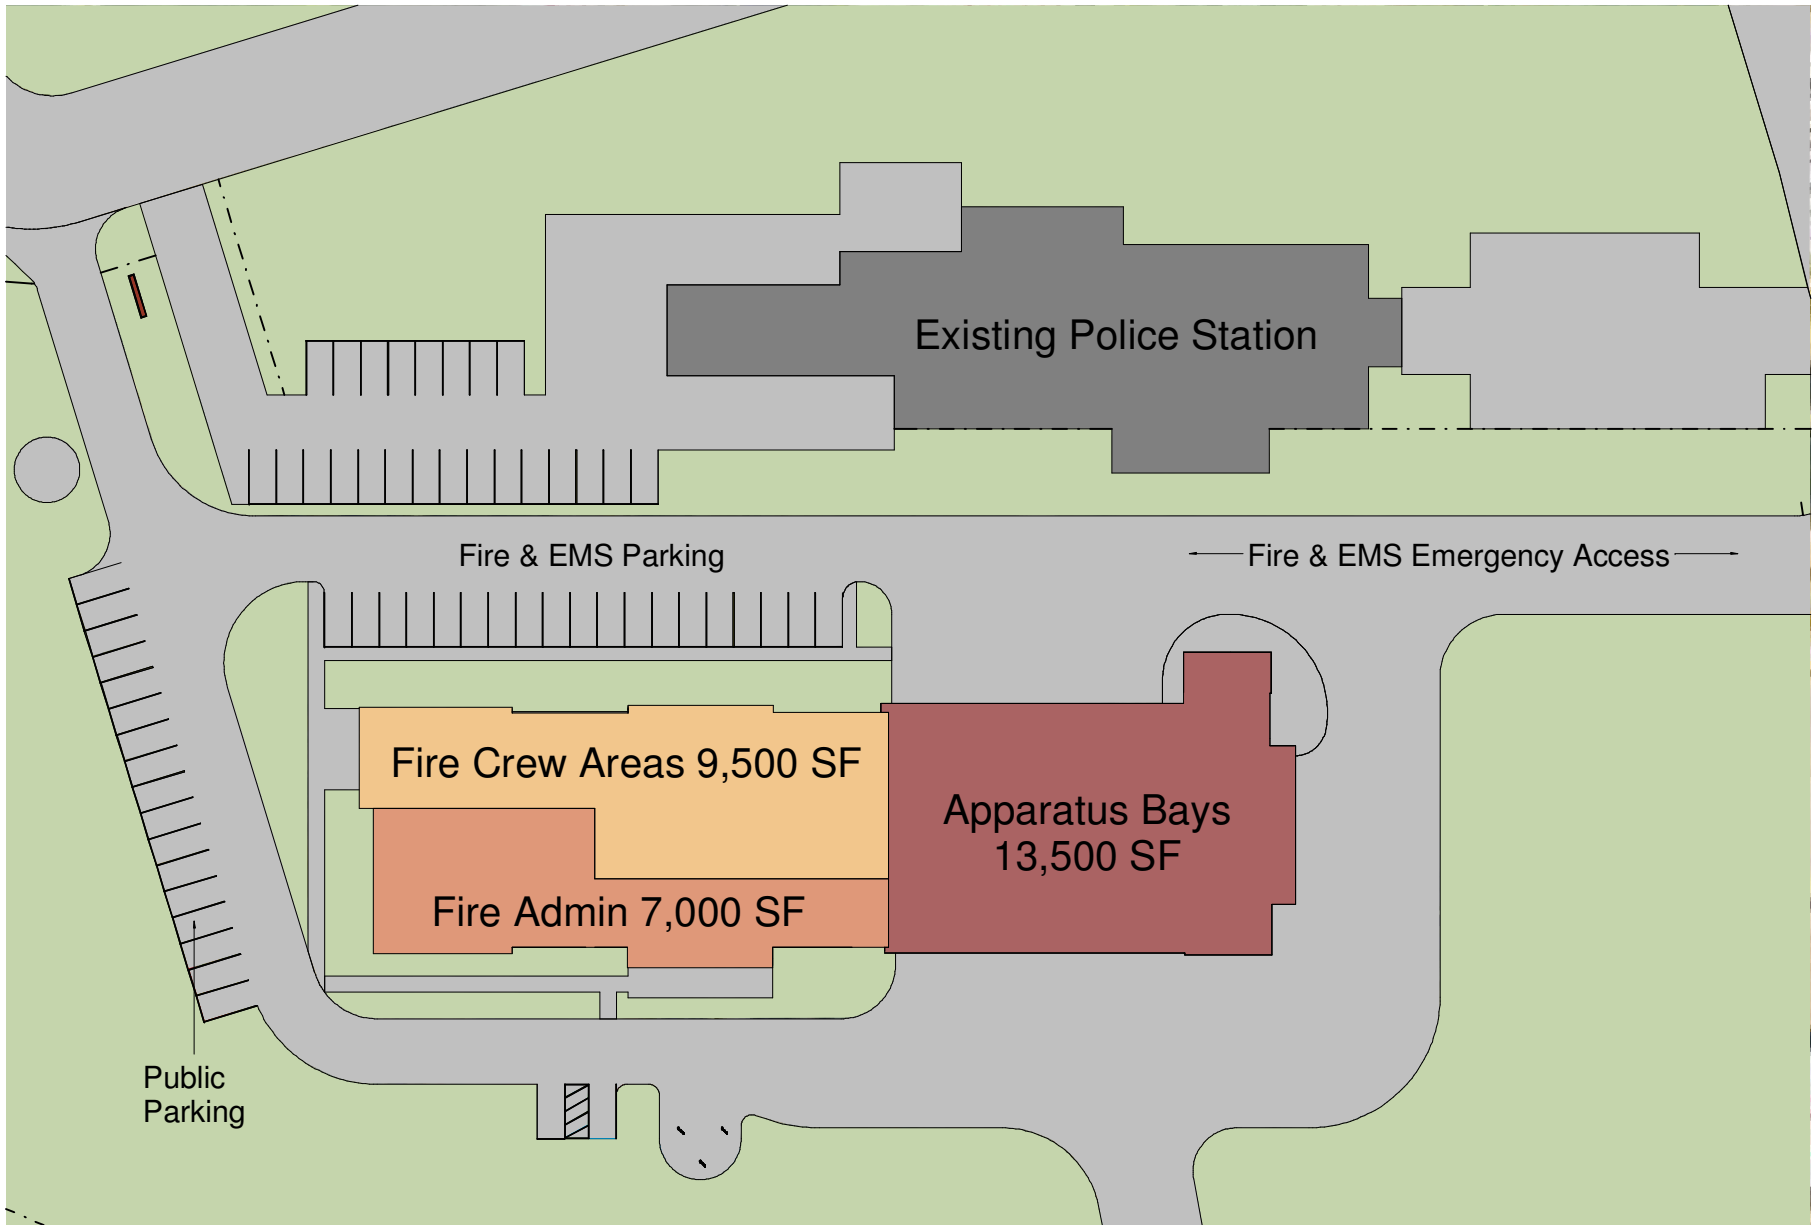 Existing Police Station
Fire & EMS Parking
Fire & EMS Emergency Access
Fire Crew Areas 9,500 SF
Apparatus Bays
13,500 SF
Fire Admin 7,000 SF
Public
Parking